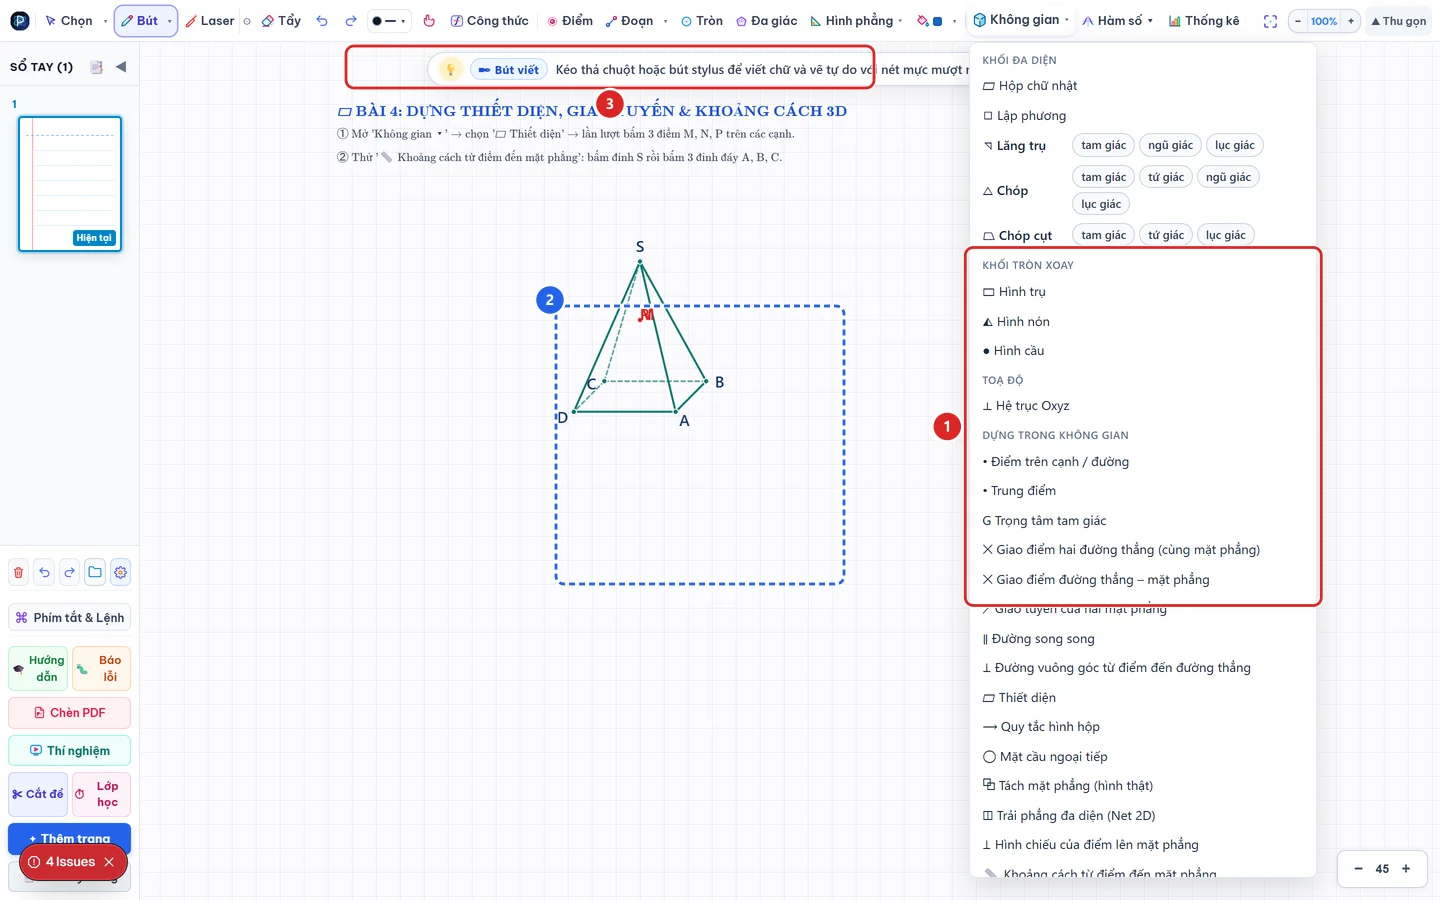 Chọn
Bút
Laser
Tẩy
Công thức
Điểm
Đoạn
Tròn
Đa giác
Hình phẳng
Không gian
Hàm số
Thống kê
− 100% +
▲ Thu gọn
SỔ TAY (1)
1
Hiện tại
Bút viết Kéo thả chuột hoặc bút stylus để viết chữ và vẽ tự do với nét mực mượt
3
BÀI 4: DỰNG THIẾT DIỆN, GIA UYẾN & KHOẢNG CÁCH 3D
① Mở 'Không gian ▾' → chọn '▱ Thiết diện' → lần lượt bấm 3 điểm M, N, P trên các cạnh.
② Thử '📏 Khoảng cách từ điểm đến mặt phẳng': bấm đỉnh S rồi bấm 3 đỉnh đáy A, B, C.
S
2
C
B
D
A
1
KHỐI ĐA DIỆN
Hộp chữ nhật
Lập phương
Lăng trụ tam giác ngũ giác lục giác
Chóp tam giác tứ giác ngũ giác
lục giác
Chóp cụt tam giác tứ giác lục giác
KHỐI TRÒN XOAY
Hình trụ
Hình nón
Hình cầu
TOẠ ĐỘ
⊥ Hệ trục Oxyz
DỰNG TRONG KHÔNG GIAN
• Điểm trên cạnh / đường
• Trung điểm
G Trọng tâm tam giác
Giao điểm hai đường thẳng (cùng mặt phẳng)
Giao điểm đường thẳng – mặt phẳng
Giao tuyến của hai mặt phẳng
∥ Đường song song
⊥ Đường vuông góc từ điểm đến đường thẳng
Thiết diện
Quy tắc hình hộp
Mặt cầu ngoại tiếp
Tách mặt phẳng (hình thật)
Trải phẳng đa diện (Net 2D)
⊥ Hình chiếu của điểm lên mặt phẳng
Khoảng cách từ điểm đến mặt phẳng
Phím tắt & Lệnh
Hướng dẫn
Báo lỗi
Chèn PDF
Thí nghiệm
Cắt đề
Lớp học
+ Thêm trang
4 Issues
− 45 +